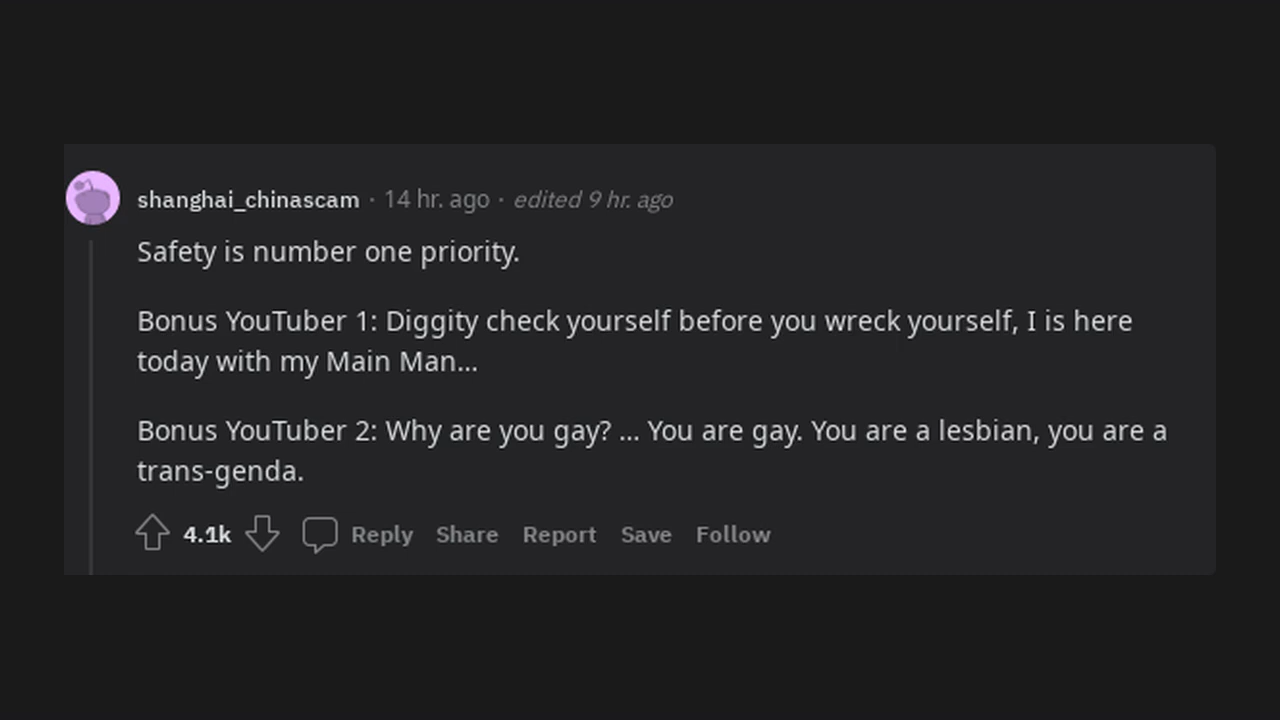 shanghai_chinascam · 14 hr. ago · edited 9 hr. ago
Safety is number one priority.
Bonus YouTuber 1: Diggity check yourself before you wreck yourself, I is here
today with my Main Man...
Bonus YouTuber 2: Why are you gay? ... You are gay. You are a lesbian, you are a
trans-genda.
4.1k Reply Share Report Save Follow